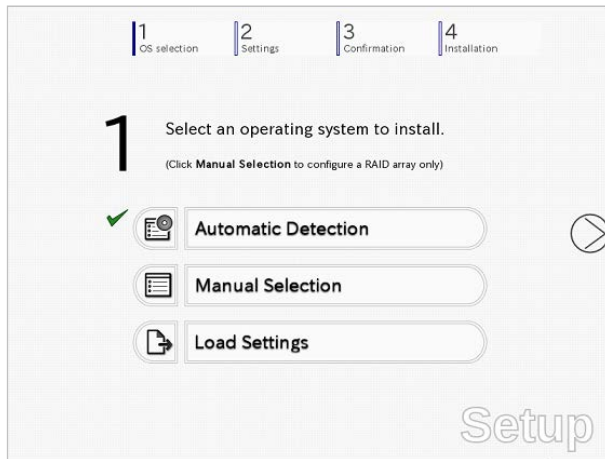 1 2 3 4
OS selection Settings Confirmation Installation
1 Select an operating system to install.
(Click Manual Selection to configure a RAID array only)
Automatic Detection
Manual Selection
Load Settings
Setup